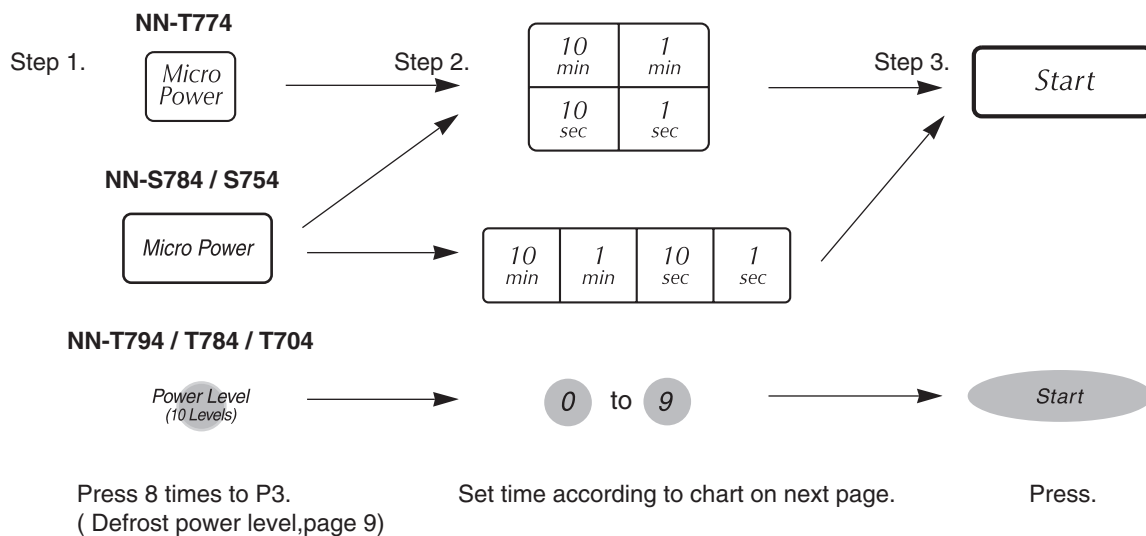 NN-T774
Step 1.
Micro
Power
Step 2.
10
min
1
min
10
sec
1
sec
Step 3.
Start
NN-S784 / S754
Micro Power
10
min
1
min
10
sec
1
sec
NN-T794 / T784 / T704
Power Level
(10 Levels)
0 to 9
Start
Press 8 times to P3.
( Defrost power level,page 9)
Set time according to chart on next page.
Press.